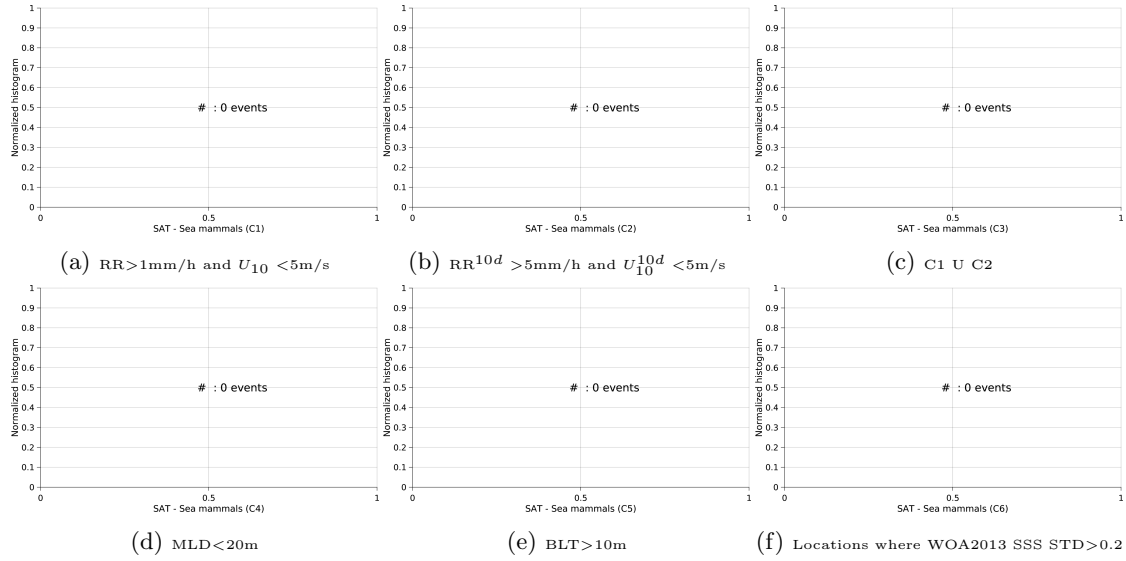 1
0.9
0.8
0.7
0.6
0.5
0.4
0.3
0.2
0.1
0
Normalized histogram
# : 0 events
0 0.5 1
SAT - Sea mammals (C1)
(a) RR>1mm/h and U10 <5m/s
1
0.9
0.8
0.7
0.6
0.5
0.4
0.3
0.2
0.1
0
Normalized histogram
# : 0 events
0 0.5 1
SAT - Sea mammals (C2)
(b) RR^10d >5mm/h and U10^10d <5m/s
1
0.9
0.8
0.7
0.6
0.5
0.4
0.3
0.2
0.1
0
Normalized histogram
# : 0 events
0 0.5 1
SAT - Sea mammals (C3)
(c) C1 U C2
1
0.9
0.8
0.7
0.6
0.5
0.4
0.3
0.2
0.1
0
Normalized histogram
# : 0 events
0 0.5 1
SAT - Sea mammals (C4)
(d) MLD<20m
1
0.9
0.8
0.7
0.6
0.5
0.4
0.3
0.2
0.1
0
Normalized histogram
# : 0 events
0 0.5 1
SAT - Sea mammals (C5)
(e) BLT>10m
1
0.9
0.8
0.7
0.6
0.5
0.4
0.3
0.2
0.1
0
Normalized histogram
# : 0 events
0 0.5 1
SAT - Sea mammals (C6)
(f) Locations where WOA2013 SSS STD>0.2